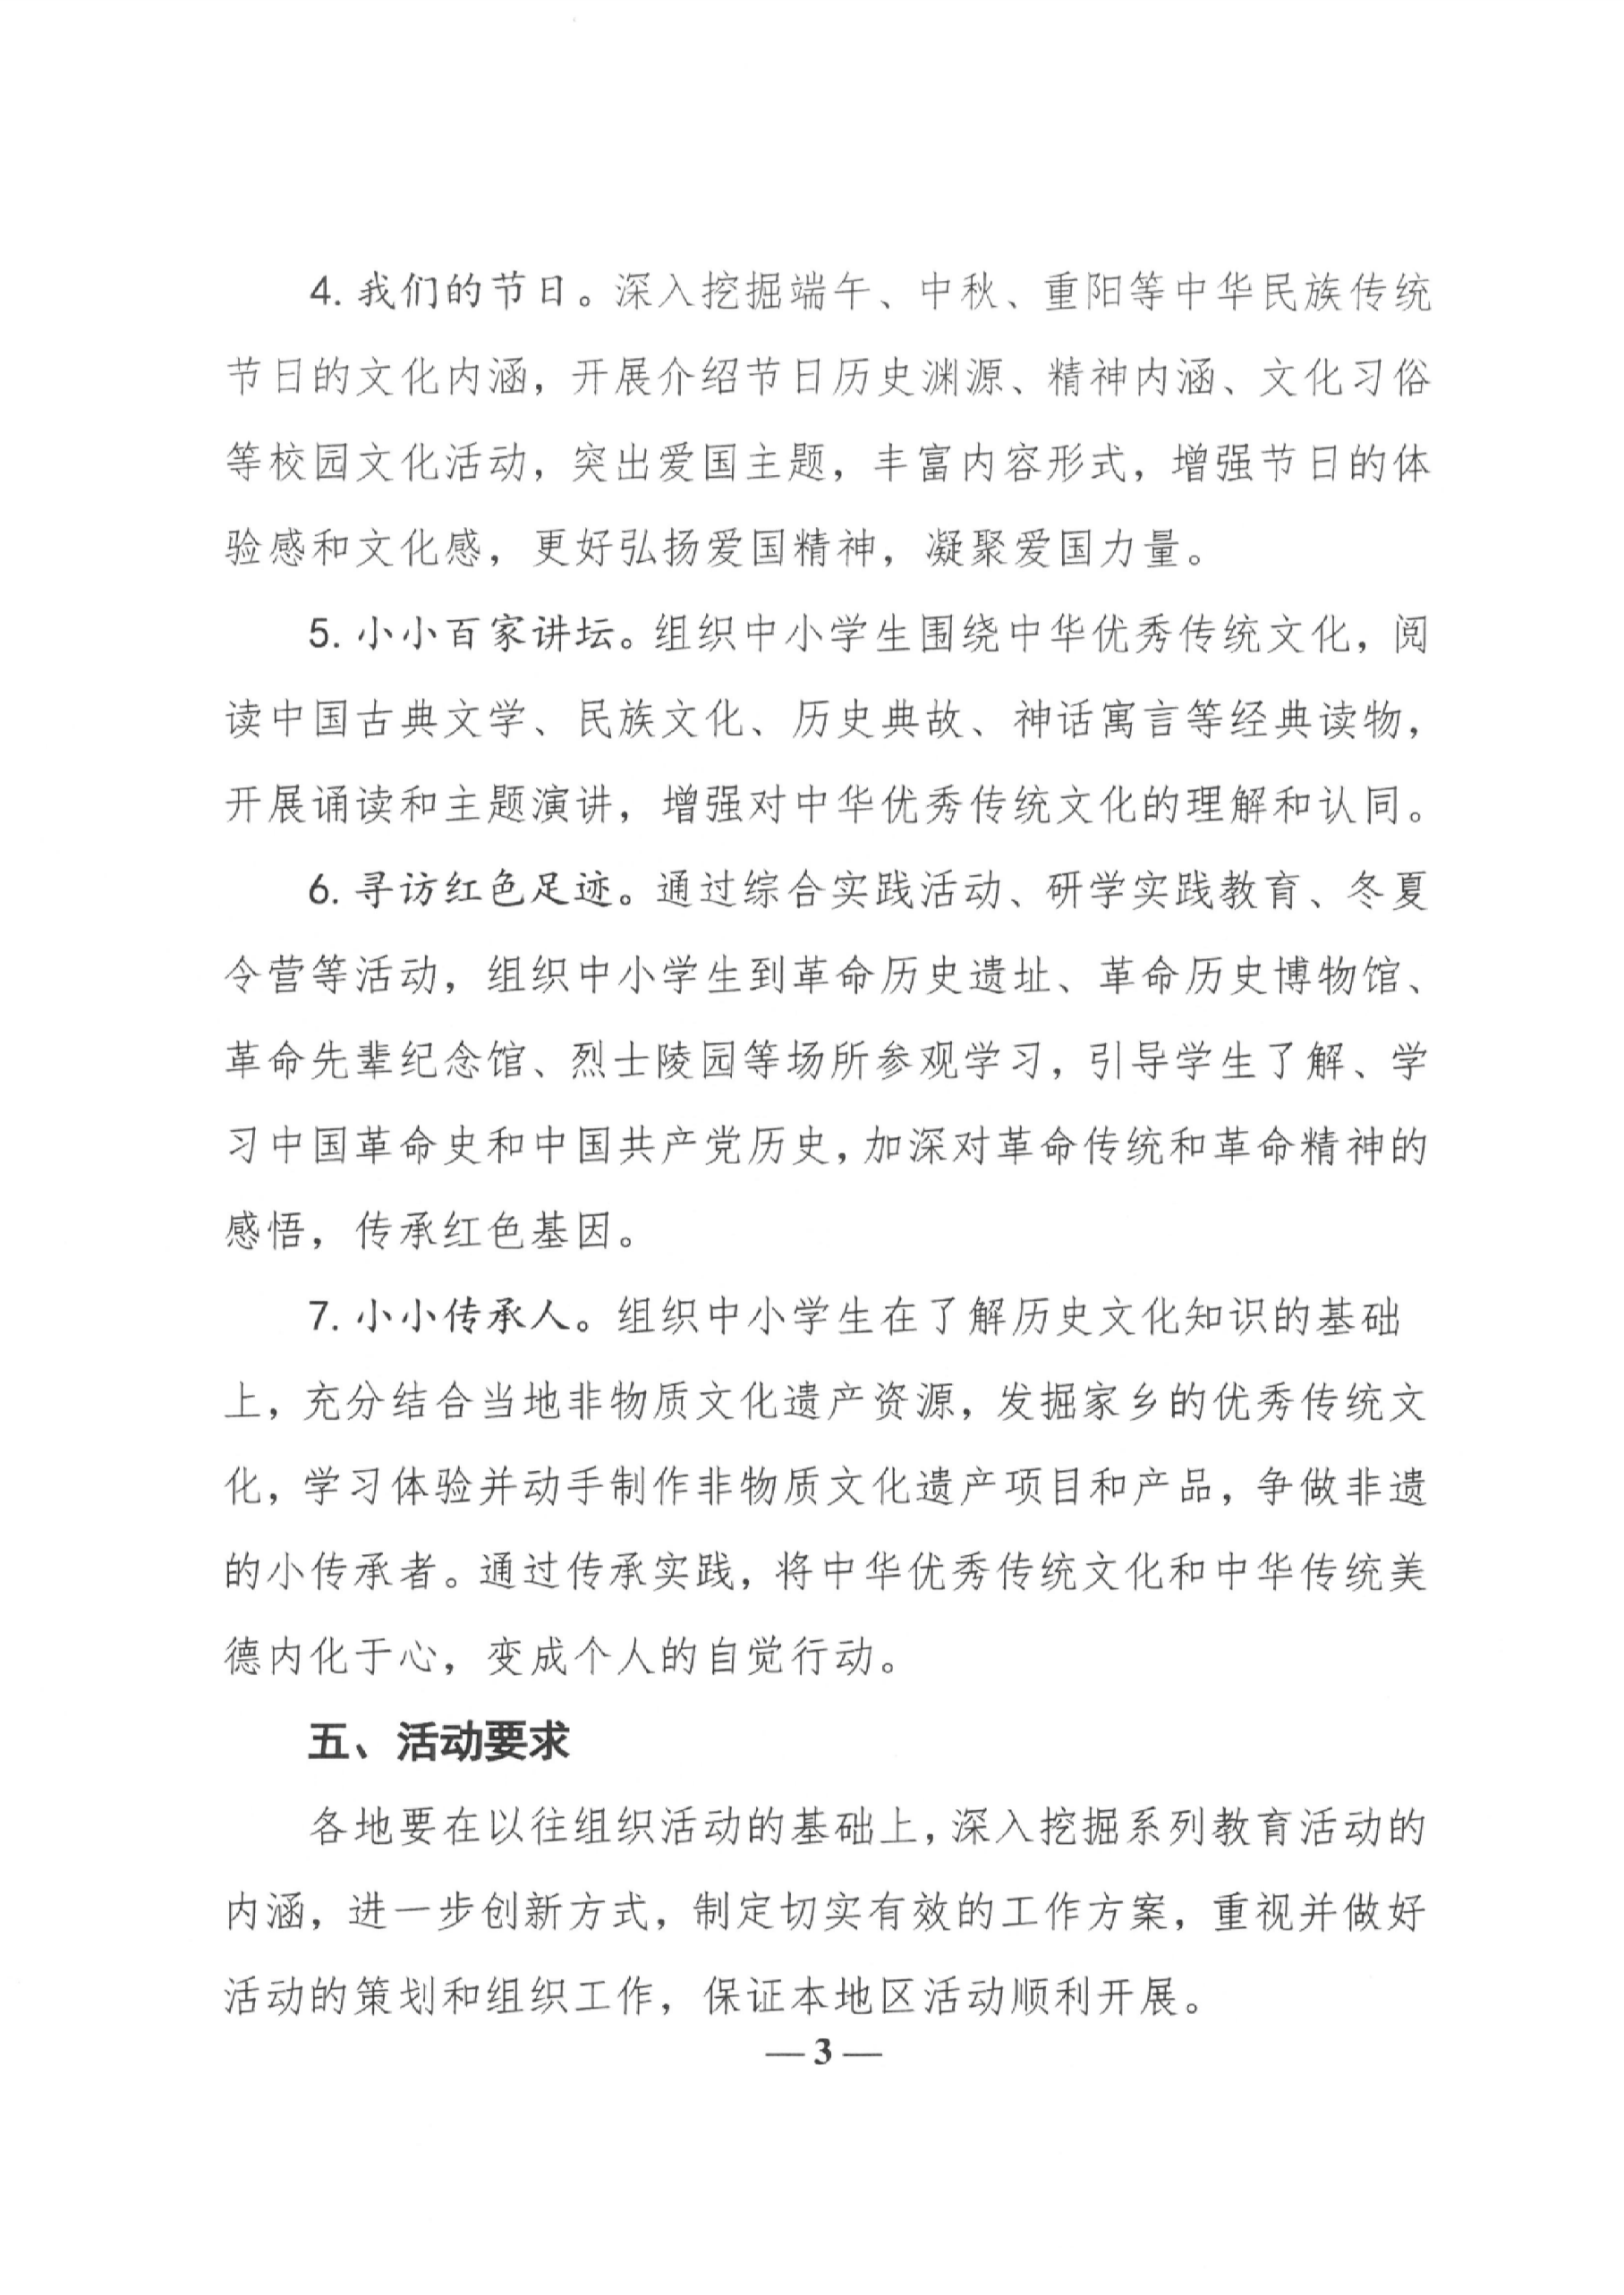 4. 我们的节日。深入挖掘端午、中秋、重阳等中华民族传统
节日的文化内涵，开展介绍节日历史渊源、精神内涵、文化习俗
等校园文化活动，突出爱国主题，丰富内容形式，增强节日的体
验感和文化感，更好弘扬爱国精神，凝聚爱国力量。
5. 小小百家讲坛。组织中小学生围绕中华优秀传统文化，阅
读中国古典文学、民族文化、历史典故、神话寓言等经典读物，
开展诵读和主题演讲，增强对中华优秀传统文化的理解和认同。
6. 寻访红色足迹。通过综合实践活动、研学实践教育、冬夏
令营等活动，组织中小学生到革命历史遗址、革命历史博物馆、
革命先辈纪念馆、烈士陵园等场所参观学习，引导学生了解、学
习中国革命史和中国共产党历史，加深对革命传统和革命精神的
感悟，传承红色基因。
7. 小小传承人。组织中小学生在了解历史文化知识的基础
上，充分结合当地非物质文化遗产资源，发掘家乡的优秀传统文
化，学习体验并动手制作非物质文化遗产项目和产品，争做非遗
的小传承者。通过传承实践，将中华优秀传统文化和中华传统美
德内化于心，变成个人的自觉行动。
五、活动要求
各地要在以往组织活动的基础上，深入挖掘系列教育活动的
内涵，进一步创新方式，制定切实有效的工作方案，重视并做好
活动的策划和组织工作，保证本地区活动顺利开展。
— 3 —